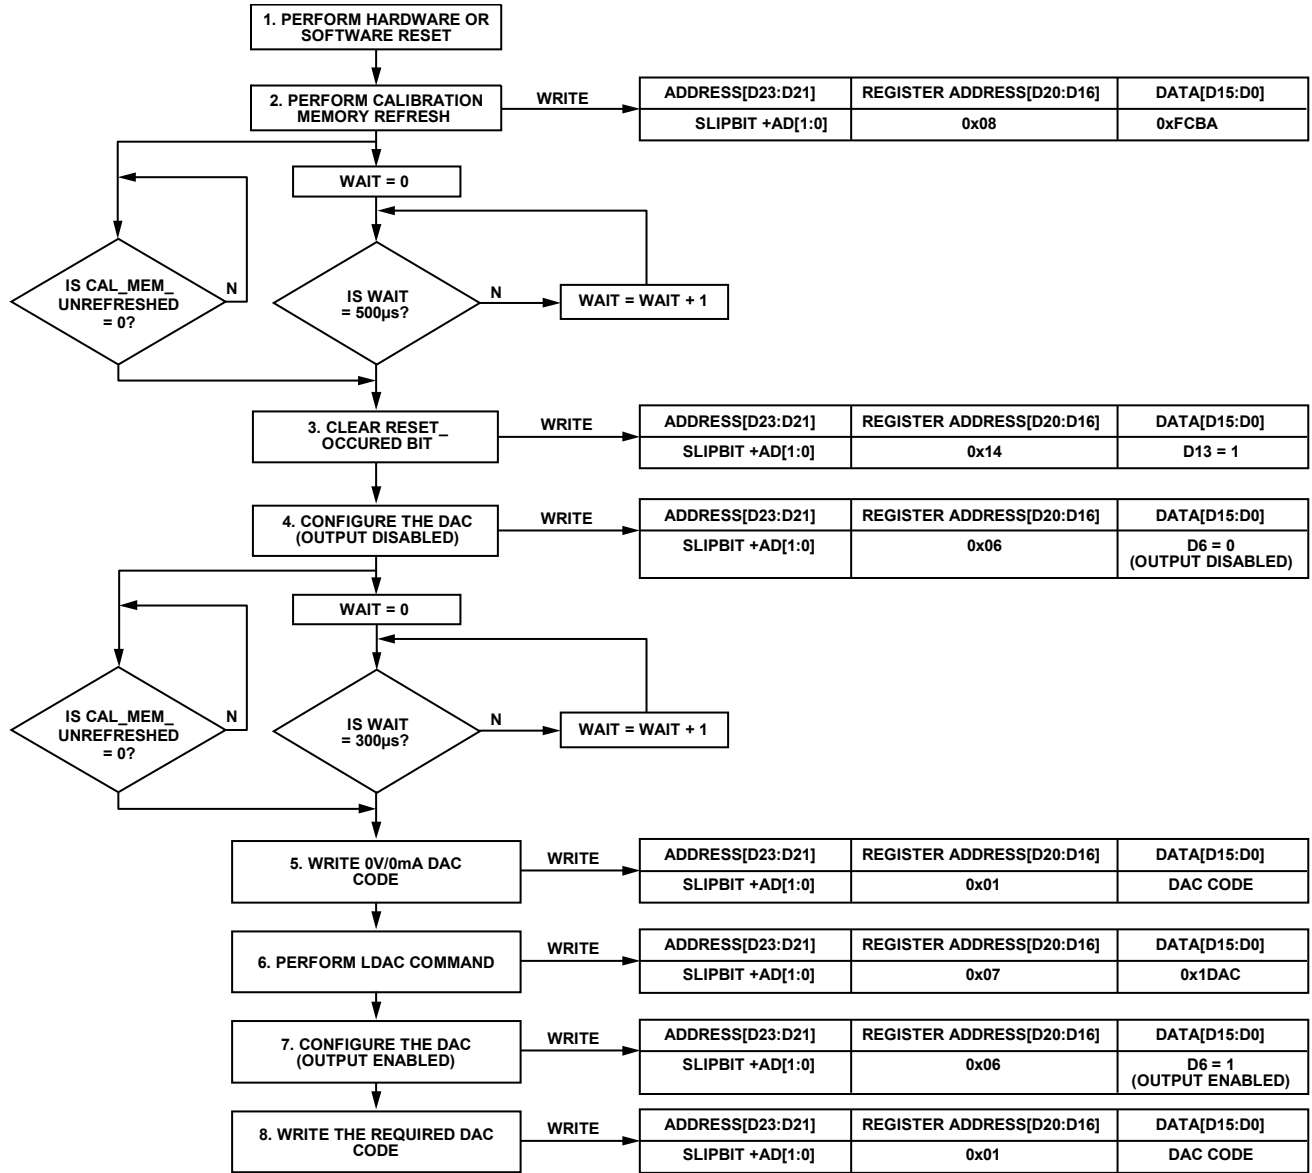 1. PERFORM HARDWARE OR
SOFTWARE RESET
2. PERFORM CALIBRATION
MEMORY REFRESH
WRITE
ADDRESS[D23:D21] REGISTER ADDRESS[D20:D16] DATA[D15:D0]
SLIPBIT +AD[1:0] 0x08 0xFCBA
WAIT = 0
IS CAL_MEM_
UNREFRESHED
= 0?
N
IS WAIT
= 500µs?
N
WAIT = WAIT + 1
3. CLEAR RESET_
OCCURED BIT
WRITE
ADDRESS[D23:D21] REGISTER ADDRESS[D20:D16] DATA[D15:D0]
SLIPBIT +AD[1:0] 0x14 D13 = 1
4. CONFIGURE THE DAC
(OUTPUT DISABLED)
WRITE
ADDRESS[D23:D21] REGISTER ADDRESS[D20:D16] DATA[D15:D0]
SLIPBIT +AD[1:0] 0x06 D6 = 0
(OUTPUT DISABLED)
WAIT = 0
IS CAL_MEM_
UNREFRESHED
= 0?
N
IS WAIT
= 300µs?
N
WAIT = WAIT + 1
5. WRITE 0V/0mA DAC
CODE
WRITE
ADDRESS[D23:D21] REGISTER ADDRESS[D20:D16] DATA[D15:D0]
SLIPBIT +AD[1:0] 0x01 DAC CODE
6. PERFORM LDAC COMMAND
WRITE
ADDRESS[D23:D21] REGISTER ADDRESS[D20:D16] DATA[D15:D0]
SLIPBIT +AD[1:0] 0x07 0x1DAC
7. CONFIGURE THE DAC
(OUTPUT ENABLED)
WRITE
ADDRESS[D23:D21] REGISTER ADDRESS[D20:D16] DATA[D15:D0]
SLIPBIT +AD[1:0] 0x06 D6 = 1
(OUTPUT ENABLED)
8. WRITE THE REQUIRED DAC
CODE
WRITE
ADDRESS[D23:D21] REGISTER ADDRESS[D20:D16] DATA[D15:D0]
SLIPBIT +AD[1:0] 0x01 DAC CODE